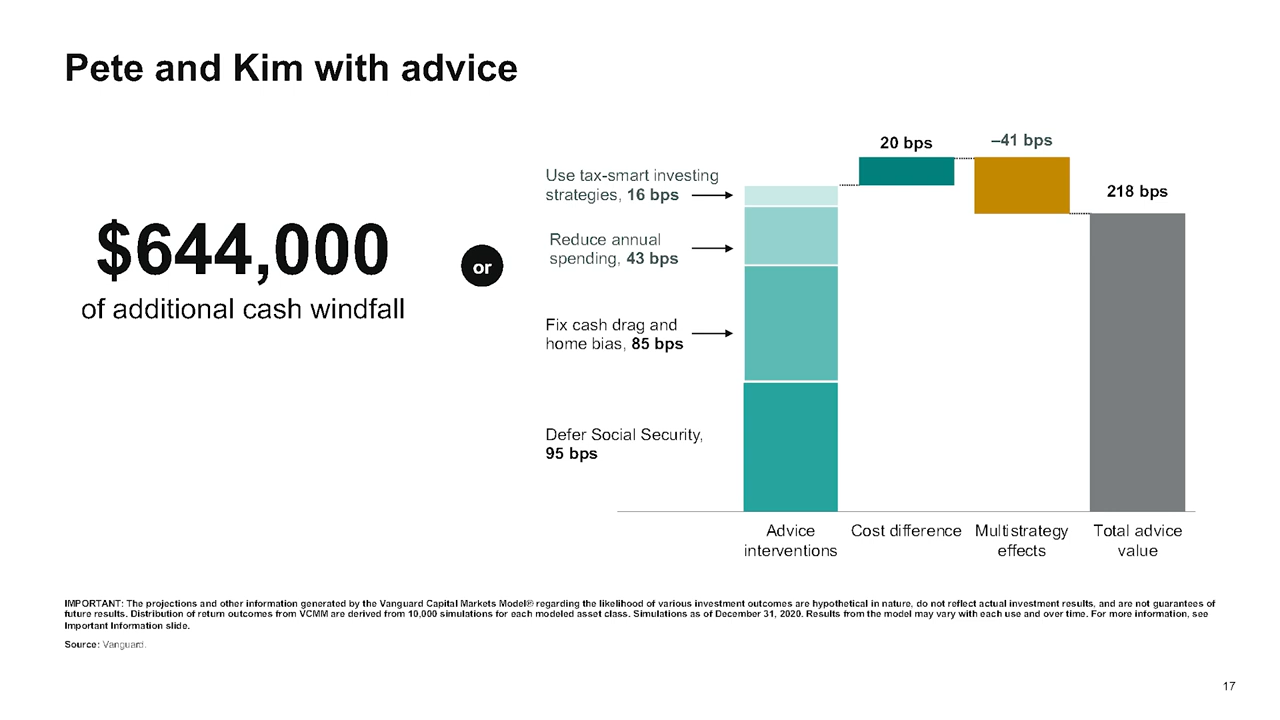 Pete and Kim with advice
$644,000
of additional cash windfall
or
Use tax-smart investing
strategies, 16 bps
Reduce annual
spending, 43 bps
Fix cash drag and
home bias, 85 bps
Defer Social Security,
95 bps
20 bps
–41 bps
218 bps
Advice
interventions
Cost difference
Multistrategy
effects
Total advice
value
IMPORTANT: The projections and other information generated by the Vanguard Capital Markets Model® regarding the likelihood of various investment outcomes are hypothetical in nature, do not reflect actual investment results, and are not guarantees of
future results. Distribution of return outcomes from VCMM are derived from 10,000 simulations for each modeled asset class. Simulations as of December 31, 2020. Results from the model may vary with each use and over time. For more information, see
Important Information slide.
Source: Vanguard.
17